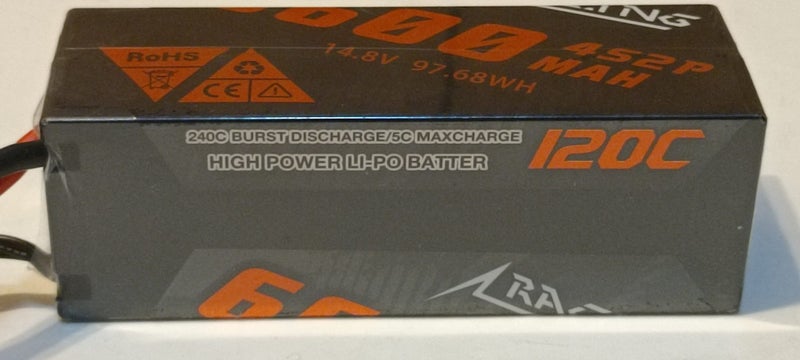 RoHS
CE
14.8V 97.68WH
4S2P
MAH
240C BURST DISCHARGE/5C MAXCHARGE
HIGH POWER LI-PO BATTER
120C